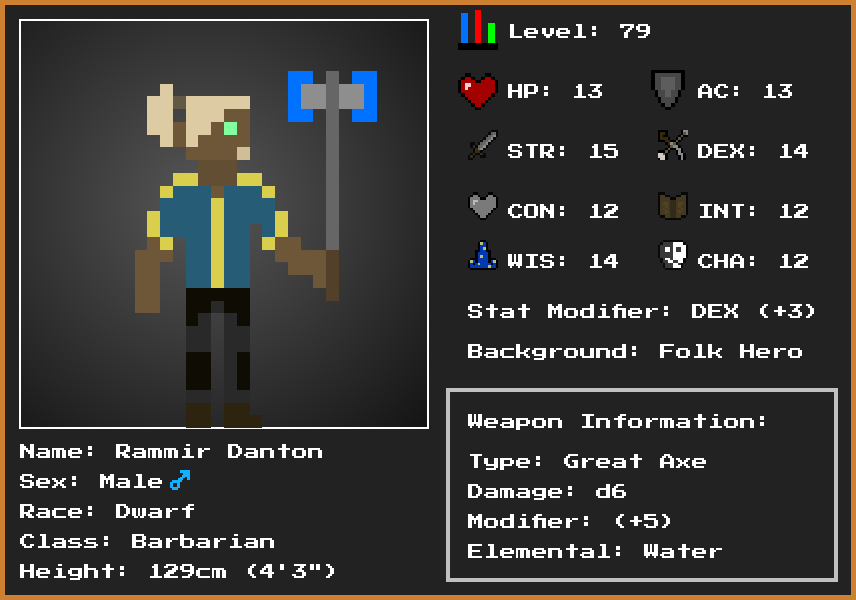 Level: 79
HP: 13 AC: 13
STR: 15 DEX: 14
CON: 12 INT: 12
WIS: 14 CHA: 12
Stat Modifier: DEX (+3)
Background: Folk Hero
Weapon Information:
Type: Great Axe
Damage: d6
Modifier: (+5)
Elemental: Water
Name: Rammir Danton
Sex: Male♂
Race: Dwarf
Class: Barbarian
Height: 129cm (4'3")